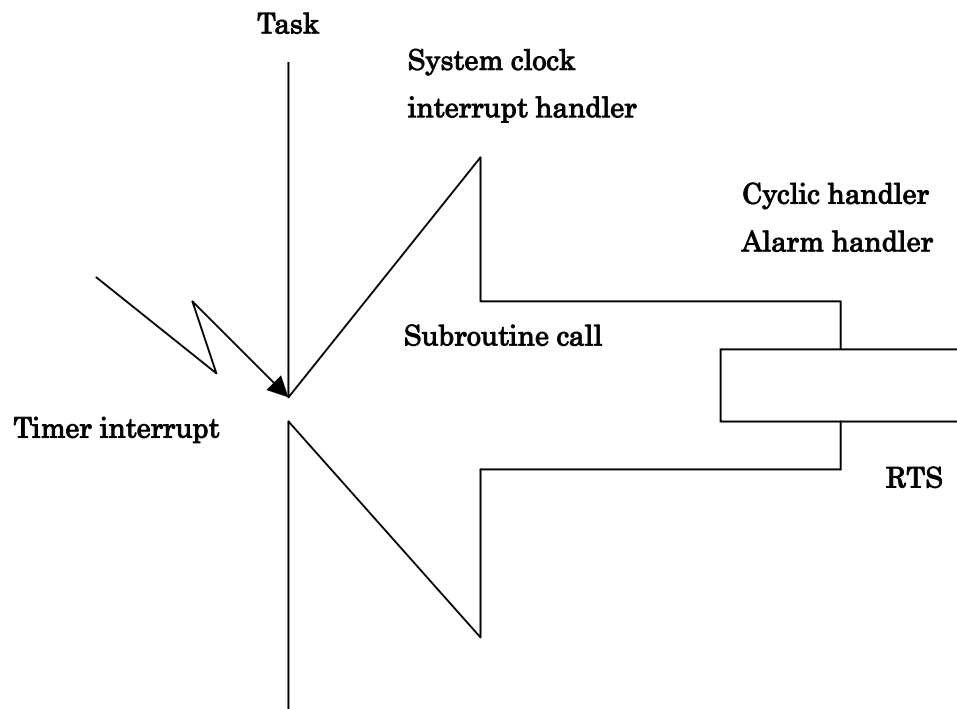 Task
System clock
interrupt handler
Cyclic handler
Alarm handler
Subroutine call
Timer interrupt
RTS